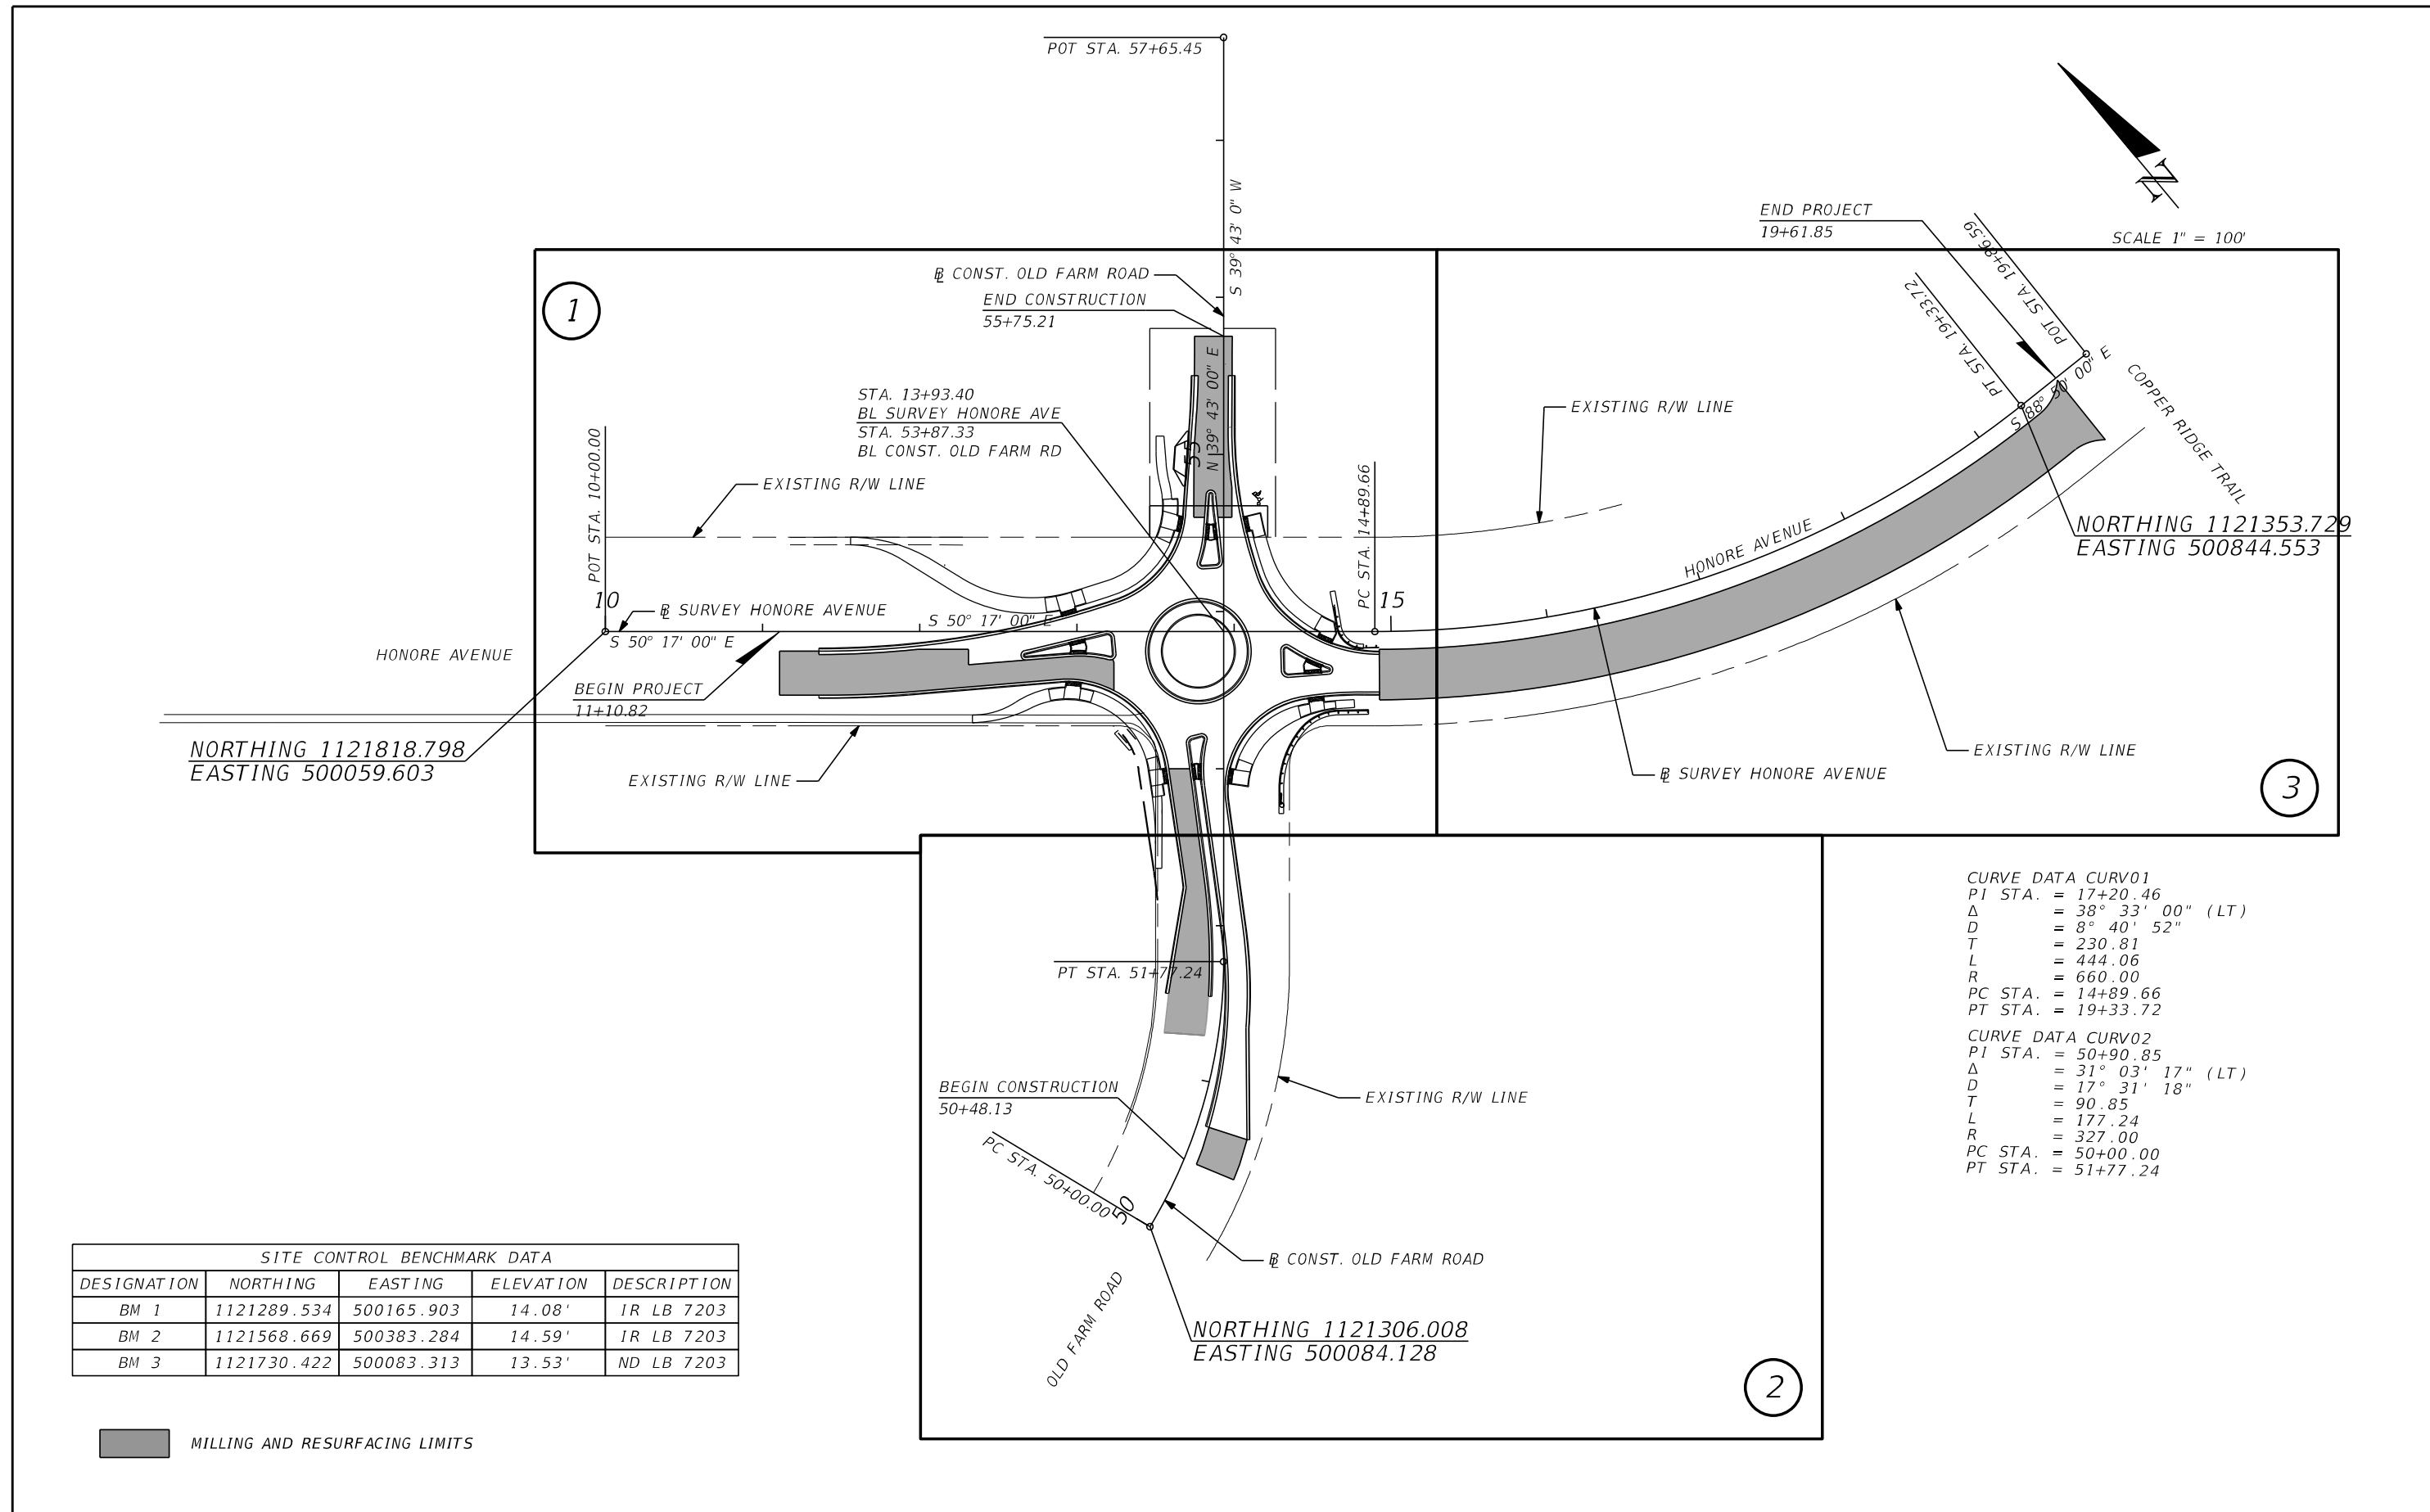 POT STA. 57+65.45
S 39° 43' 0" W
N
SCALE 1" = 100'
END PROJECT
19+61.85
POT STA. 19+96.59
PT STA. 19+33.72
S 88° 50' 00" E
COPPER RIDGE TRAIL
1
BL CONST. OLD FARM ROAD
END CONSTRUCTION
55+75.21
N 39° 43' 00" E
55
STA. 13+93.40
BL SURVEY HONORE AVE
STA. 53+87.33
BL CONST. OLD FARM RD
EXISTING R/W LINE
EXISTING R/W LINE
POT STA. 10+00.00
10
BL SURVEY HONORE AVENUE
S 50° 17' 00" E
S 50° 17' 00" E
HONORE AVENUE
PC STA. 14+89.66
15
HONORE AVENUE
NORTHING 1121353.729
EASTING 500844.553
BEGIN PROJECT
11+10.82
NORTHING 1121818.798
EASTING 500059.603
EXISTING R/W LINE
BL SURVEY HONORE AVENUE
EXISTING R/W LINE
3
CURVE DATA CURV01
PI STA. = 17+20.46
Δ = 38° 33' 00" (LT)
D = 8° 40' 52"
T = 230.81
L = 444.06
R = 660.00
PC STA. = 14+89.66
PT STA. = 19+33.72
CURVE DATA CURV02
PI STA. = 50+90.85
Δ = 31° 03' 17" (LT)
D = 17° 31' 18"
T = 90.85
L = 177.24
R = 327.00
PC STA. = 50+00.00
PT STA. = 51+77.24
PT STA. 51+77.24
BEGIN CONSTRUCTION
50+48.13
EXISTING R/W LINE
PC STA. 50+00.00
50
BL CONST. OLD FARM ROAD
OLD FARM ROAD
NORTHING 1121306.008
EASTING 500084.128
2
SITE CONTROL BENCHMARK DATA
DESIGNATION NORTHING EASTING ELEVATION DESCRIPTION
BM 1 1121289.534 500165.903 14.08' IR LB 7203
BM 2 1121568.669 500383.284 14.59' IR LB 7203
BM 3 1121730.422 500083.313 13.53' ND LB 7203
MILLING AND RESURFACING LIMITS